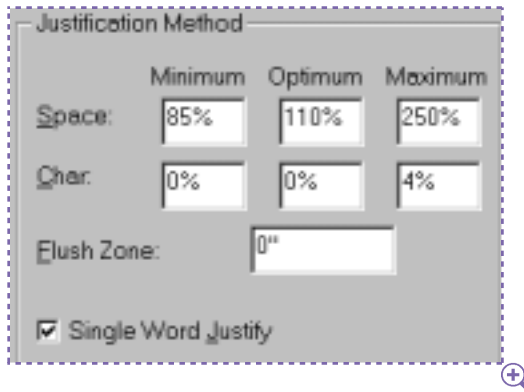 Justification Method
Minimum Optimum Maximum
Space: 85% 110% 250%
Char: 0% 0% 4%
Flush Zone: 0"
Single Word Justify